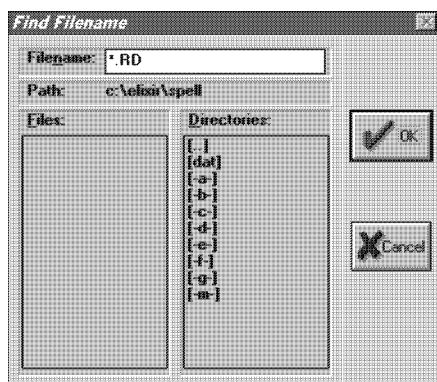 Find Filename
Filename: *.RD
Path: c:\elixir\spell
Files:
Directories:
[..]
[dat]
[-a-]
[-b-]
[-c-]
[-d-]
[-e-]
[-f-]
[-g-]
[-m-]
OK
Cancel